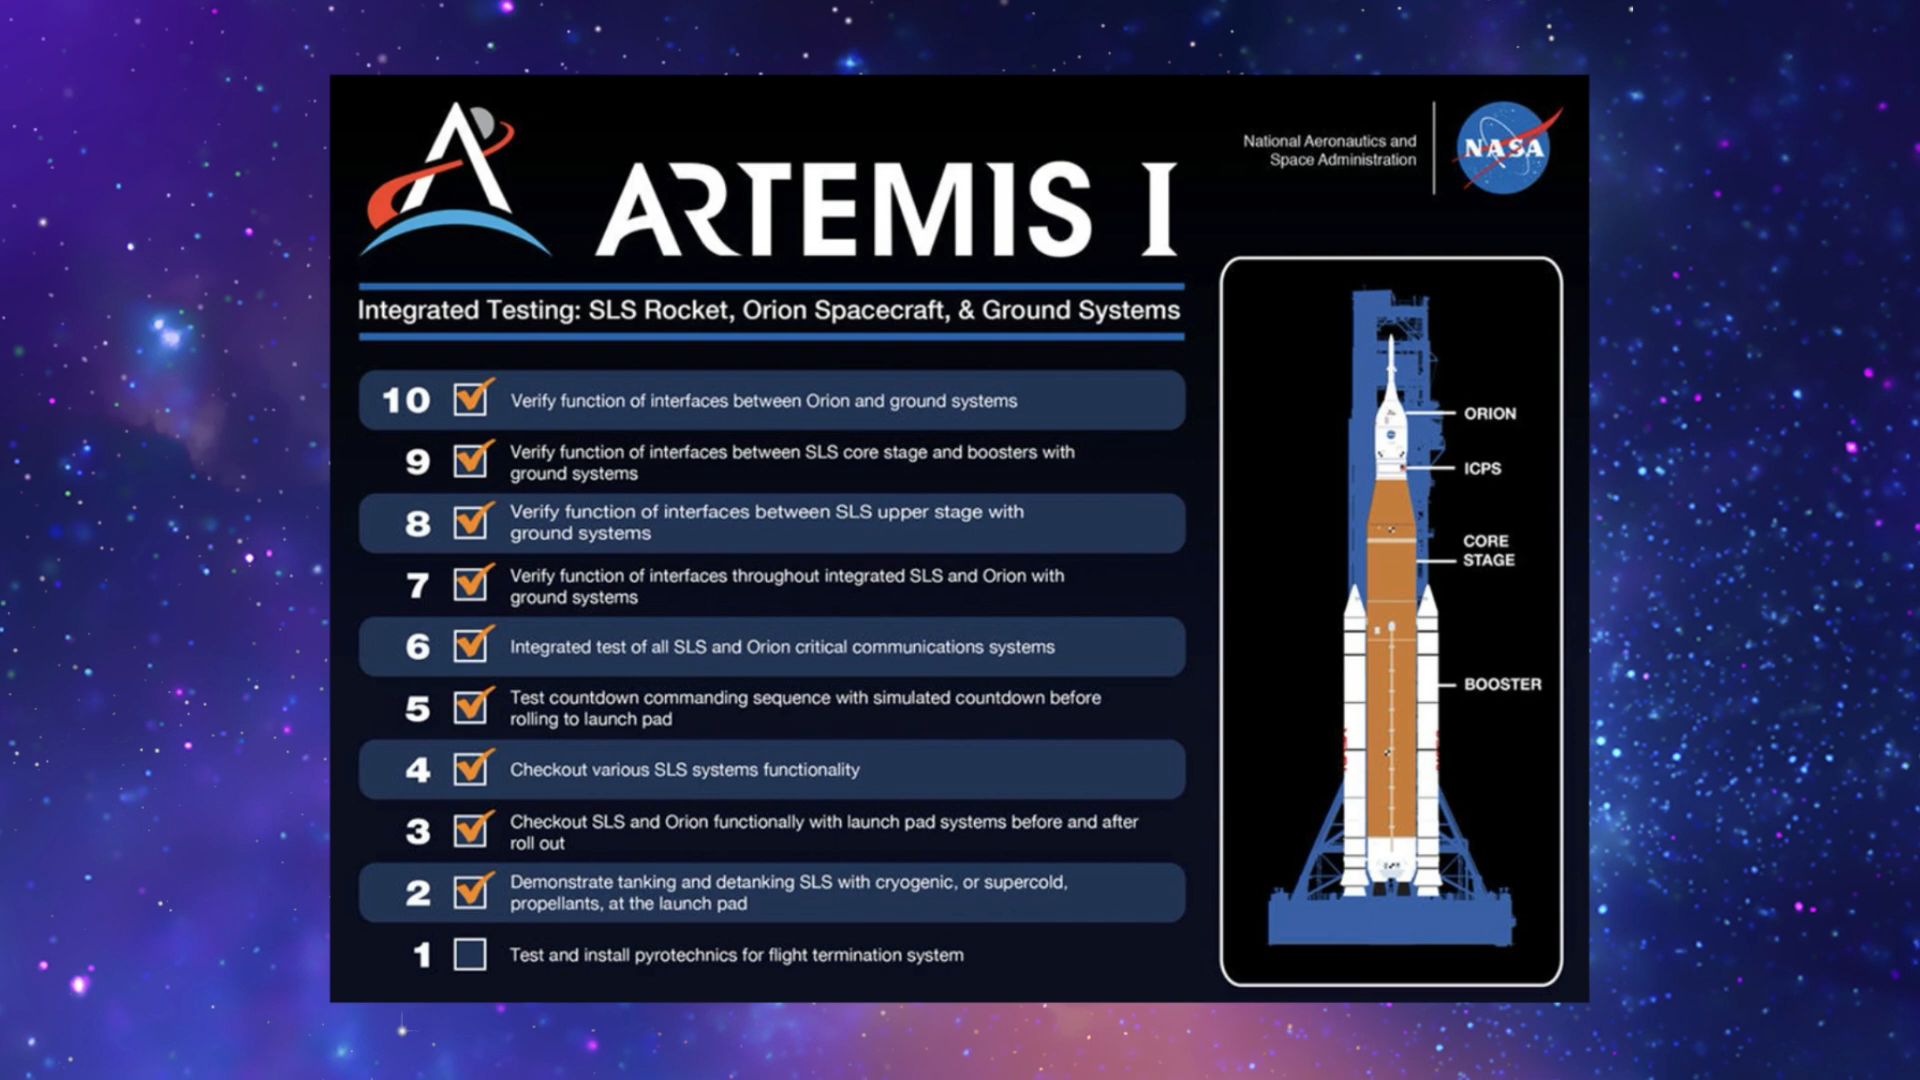 ARTEMIS I
National Aeronautics and
Space Administration
NASA
Integrated Testing: SLS Rocket, Orion Spacecraft, & Ground Systems
10 Verify function of interfaces between Orion and ground systems
9 Verify function of interfaces between SLS core stage and boosters with
ground systems
8 Verify function of interfaces between SLS upper stage with
ground systems
7 Verify function of interfaces throughout integrated SLS and Orion with
ground systems
6 Integrated test of all SLS and Orion critical communications systems
5 Test countdown commanding sequence with simulated countdown before
rolling to launch pad
4 Checkout various SLS systems functionality
3 Checkout SLS and Orion functionally with launch pad systems before and after
roll out
2 Demonstrate tanking and detanking SLS with cryogenic, or supercold,
propellants, at the launch pad
1 Test and install pyrotechnics for flight termination system
ORION
ICPS
CORE
STAGE
BOOSTER